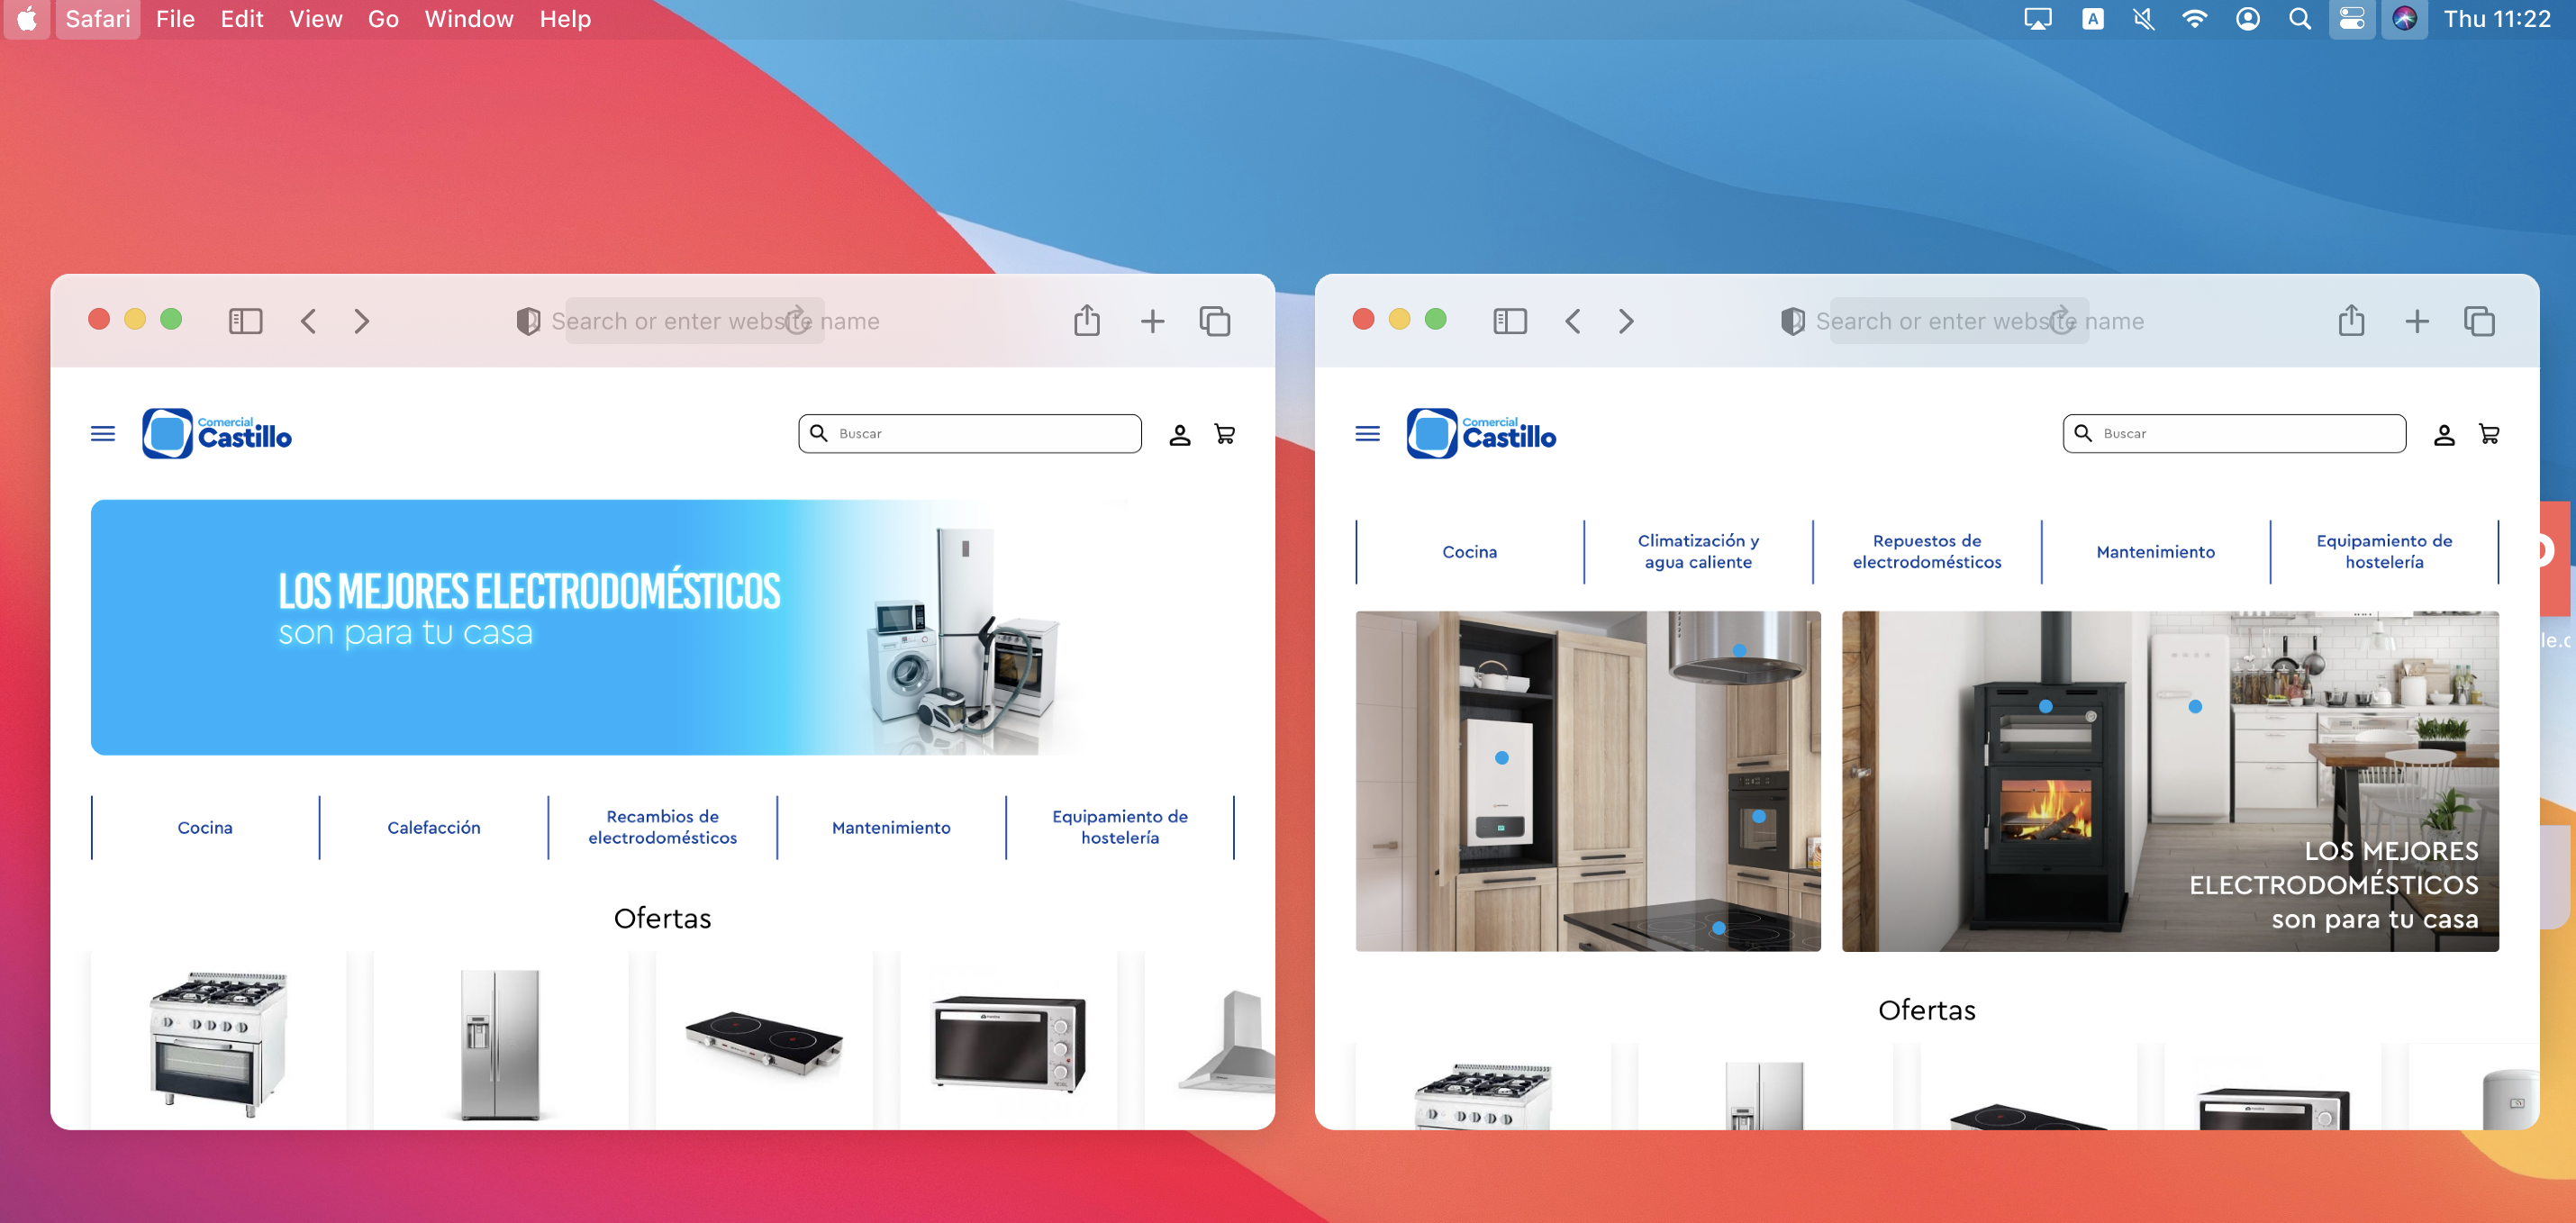 Safari File Edit View Go Window Help
A
Thu 11:22
Search or enter website name
Comercial
Castillo
Buscar
LOS MEJORES ELECTRODOMÉSTICOS
son para tu casa
Cocina
Calefacción
Recambios de
electrodomésticos
Mantenimiento
Equipamiento de
hostelería
Ofertas
Search or enter website name
Comercial
Castillo
Buscar
Cocina
Climatización y
agua caliente
Repuestos de
electrodomésticos
Mantenimiento
Equipamiento de
hostelería
LOS MEJORES
ELECTRODOMÉSTICOS
son para tu casa
Ofertas